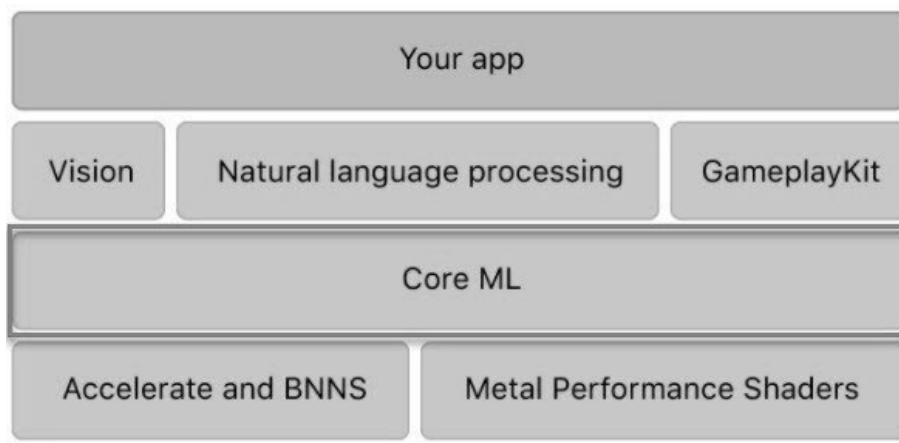 Your app
Vision Natural language processing GameplayKit
Core ML
Accelerate and BNNS Metal Performance Shaders